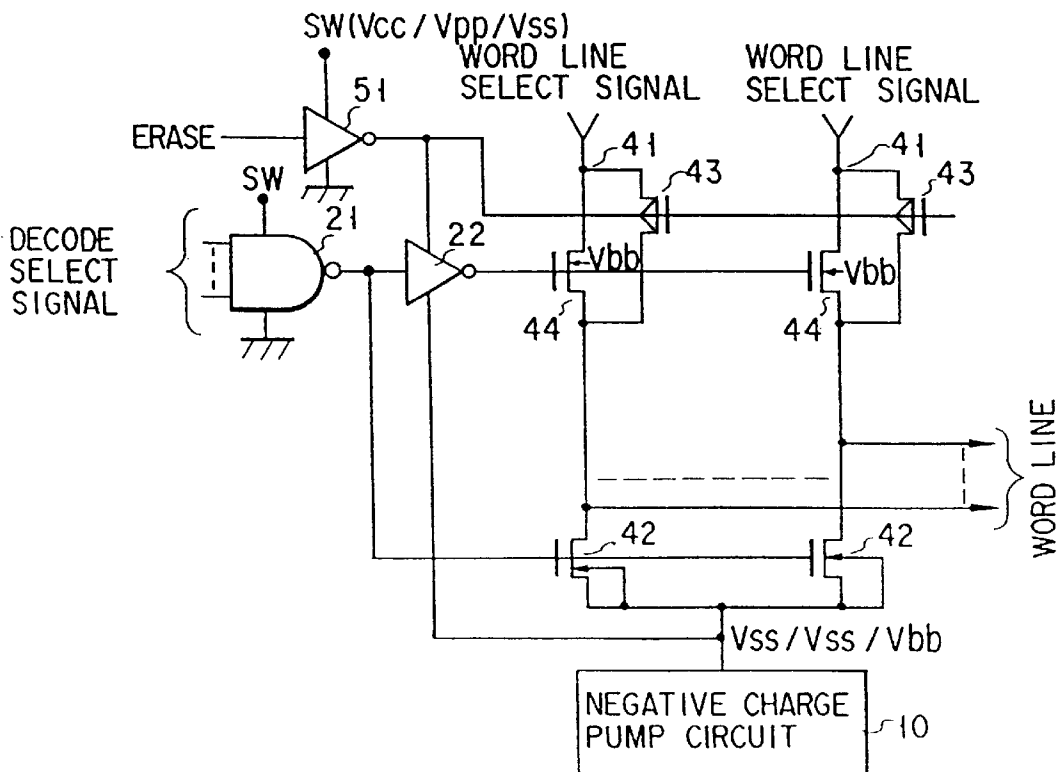 SW(Vcc / Vpp / Vss)
WORD LINE
SELECT SIGNAL
WORD LINE
SELECT SIGNAL
51
ERASE
41
43
41
43
SW
21
DECODE
SELECT
SIGNAL
22
Vbb
Vbb
44
44
WORD LINE
42
42
Vss / Vss / Vbb
NEGATIVE CHARGE
PUMP CIRCUIT
10